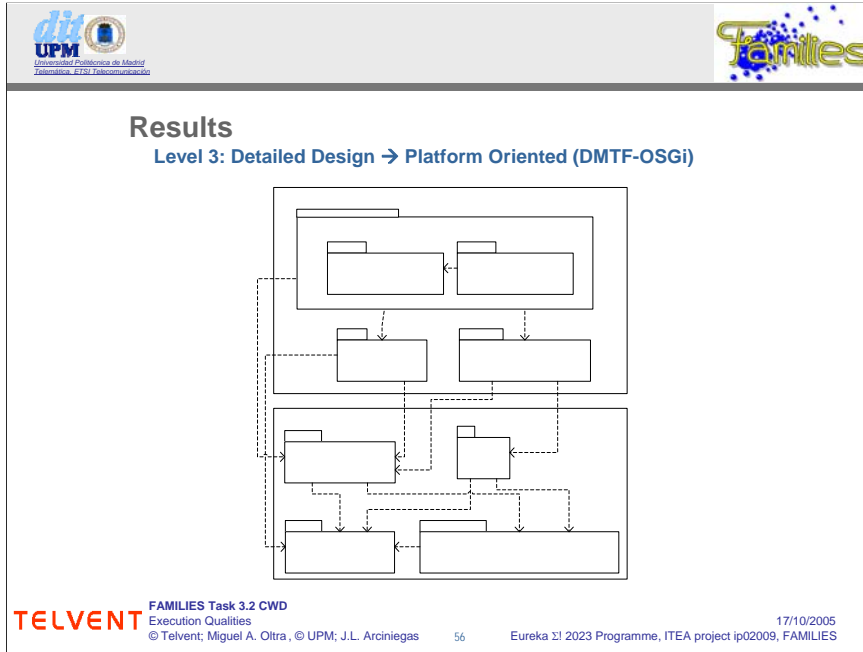 dit
UPM
Universidad Politécnica de Madrid
Telemática. ETSI Telecomunicación
Families
Results
Level 3: Detailed Design → Platform Oriented (DMTF-OSGi)
TELVENT
FAMILIES Task 3.2 CWD
Execution Qualities
17/10/2005
© Telvent; Miguel A. Oltra , © UPM; J.L. Arciniegas
56
Eureka Σ! 2023 Programme, ITEA project ip02009, FAMILIES